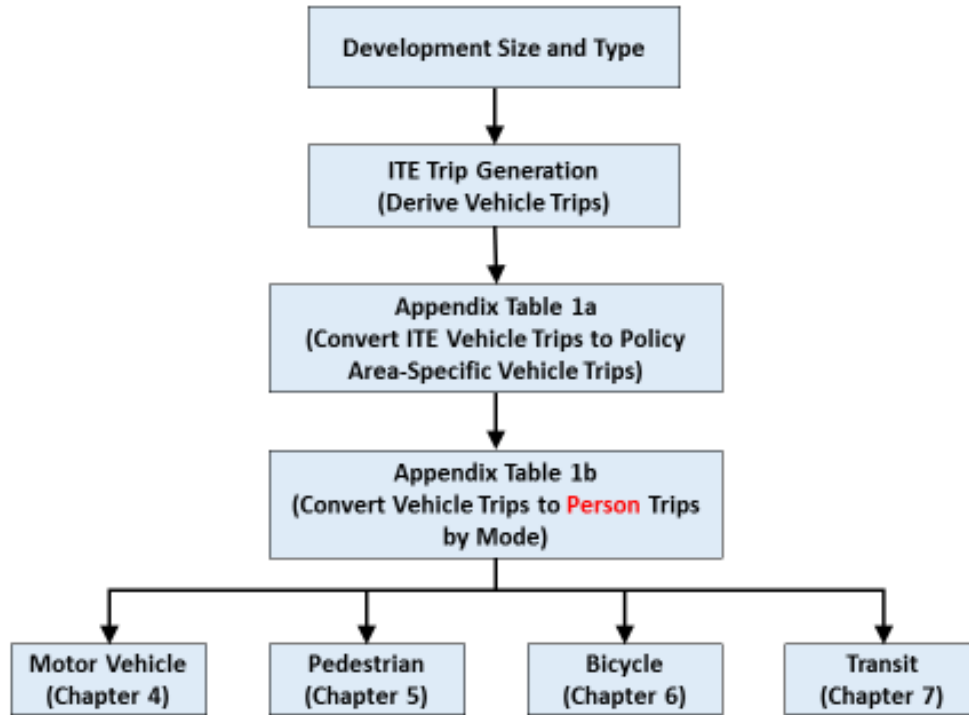 Development Size and Type
ITE Trip Generation
(Derive Vehicle Trips)
Appendix Table 1a
(Convert ITE Vehicle Trips to Policy
Area-Specific Vehicle Trips)
Appendix Table 1b
(Convert Vehicle Trips to Person Trips
by Mode)
Motor Vehicle
(Chapter 4)
Pedestrian
(Chapter 5)
Bicycle
(Chapter 6)
Transit
(Chapter 7)